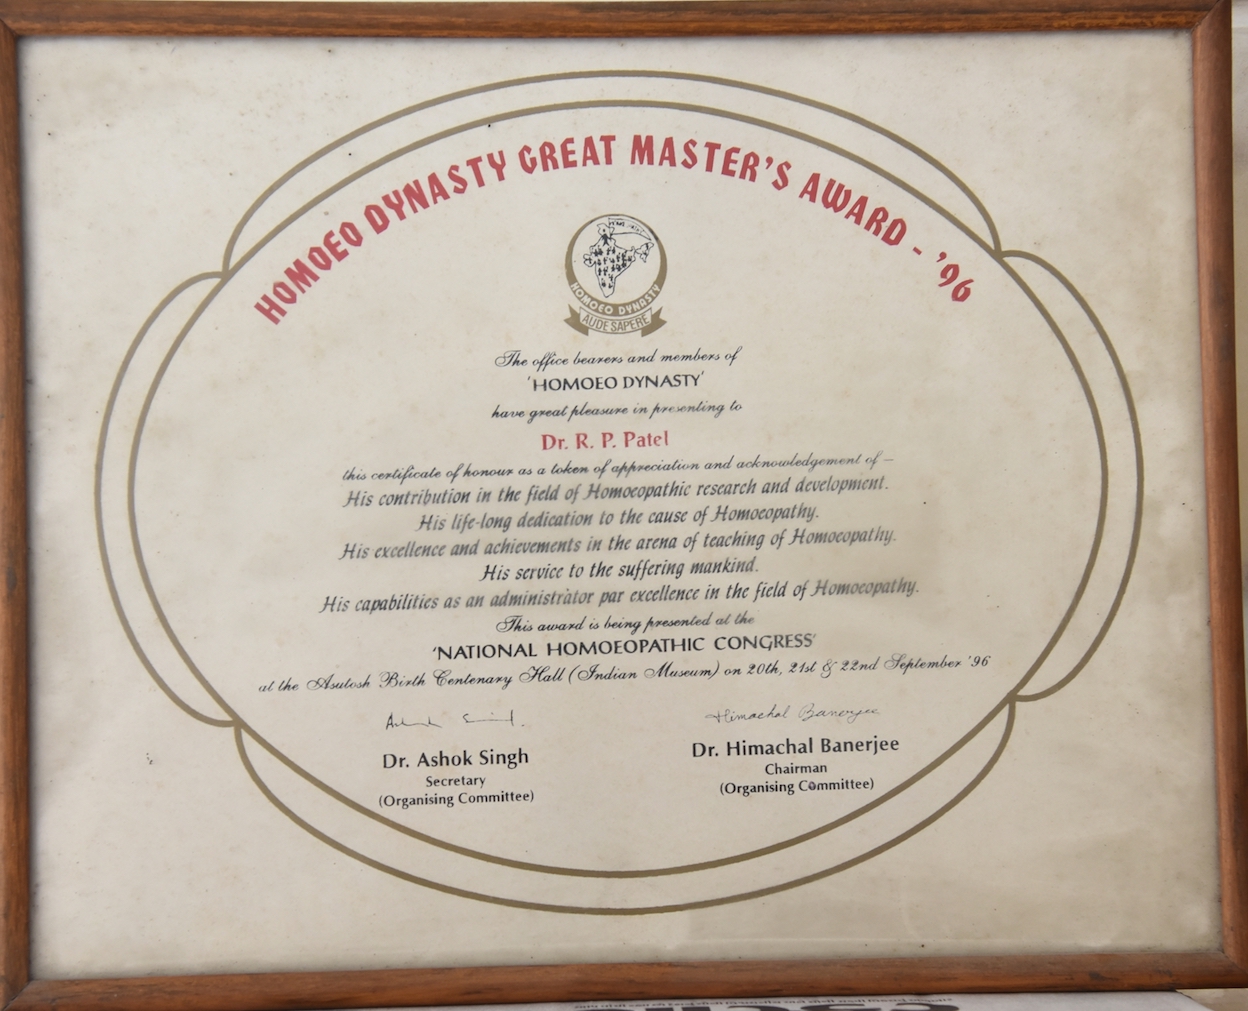 HOMOEO DYNASTY GREAT MASTER'S AWARD - '96
HOMOEO DYNASTY
AUDE SAPERE
The office bearers and members of
'HOMOEO DYNASTY'
have great pleasure in presenting to
Dr. R. P. Patel
this certificate of honour as a token of appreciation and acknowledgement of —
His contribution in the field of Homoeopathic research and development.
His life-long dedication to the cause of Homoeopathy.
His excellence and achievements in the arena of teaching of Homoeopathy.
His service to the suffering mankind.
His capabilities as an administrator par excellence in the field of Homoeopathy.
This award is being presented at the
'NATIONAL HOMOEOPATHIC CONGRESS'
at the Asutosh Birth Centenary Hall (Indian Museum) on 20th, 21st & 22nd September '96
Himachal Banerjee
Dr. Ashok Singh
Secretary
(Organising Committee)
Dr. Himachal Banerjee
Chairman
(Organising Committee)